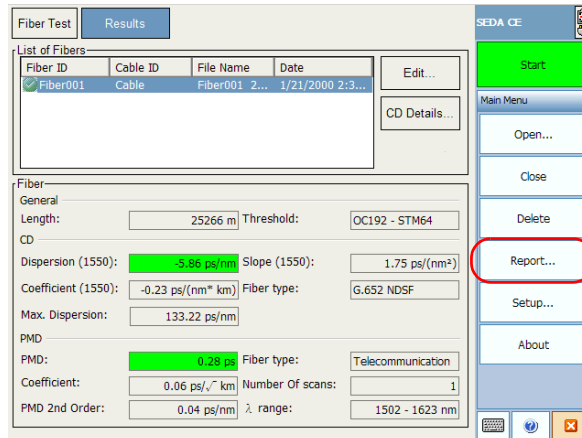 Fiber Test Results
SEDA CE
List of Fibers
Fiber ID Cable ID File Name Date
Fiber001 Cable Fiber001 2... 1/21/2000 2:3...
Edit...
CD Details...
Fiber
General
Length: 25266 m Threshold: OC192 - STM64
CD
Dispersion (1550): -5.86 ps/nm Slope (1550): 1.75 ps/(nm²)
Coefficient (1550): -0.23 ps/(nm* km) Fiber type: G.652 NDSF
Max. Dispersion: 133.22 ps/nm
PMD
PMD: 0.28 ps Fiber type: Telecommunication
Coefficient: 0.06 ps/√ km Number Of scans: 1
PMD 2nd Order: 0.04 ps/nm λ range: 1502 - 1623 nm
Start
Main Menu
Open...
Close
Delete
Report...
Setup...
About